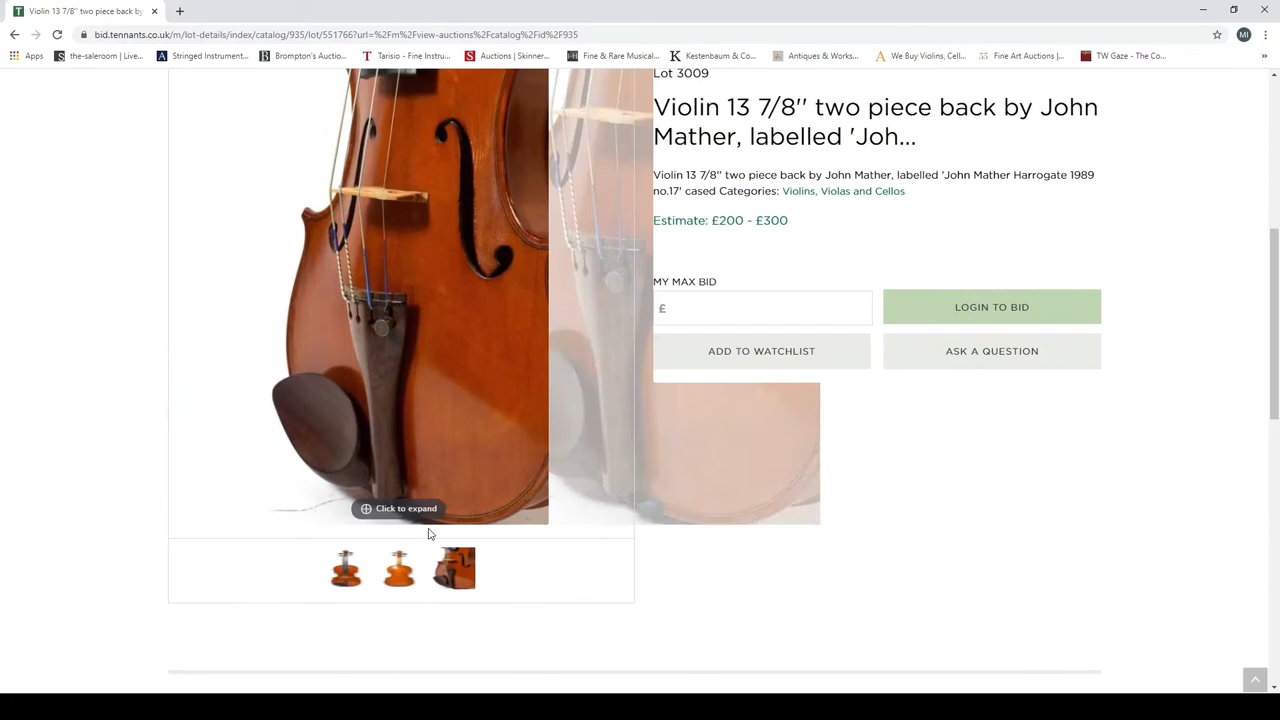 Violin 13 7/8'' two piece back by
bid.tennants.co.uk/m/lot-details/index/catalog/935/lot/551766?url=%2Fm%2Fview-auctions%2Fcatalog%2Fid%2F935
MI
Apps
the-saleroom | Live...
Stringed Instrument...
Brompton's Auctio...
Tarisio - Fine Instru...
Auctions | Skinner...
Fine & Rare Musical...
Kestenbaum & Co...
Antiques & Works...
We Buy Violins, Cell...
Fine Art Auctions |...
TW Gaze - The Co...
Lot 3009
Violin 13 7/8'' two piece back by John
Mather, labelled 'Joh...
Violin 13 7/8'' two piece back by John Mather, labelled 'John Mather Harrogate 1989
no.17' cased Categories: Violins, Violas and Cellos
Estimate: £200 - £300
MY MAX BID
£
LOGIN TO BID
ADD TO WATCHLIST
ASK A QUESTION
Click to expand